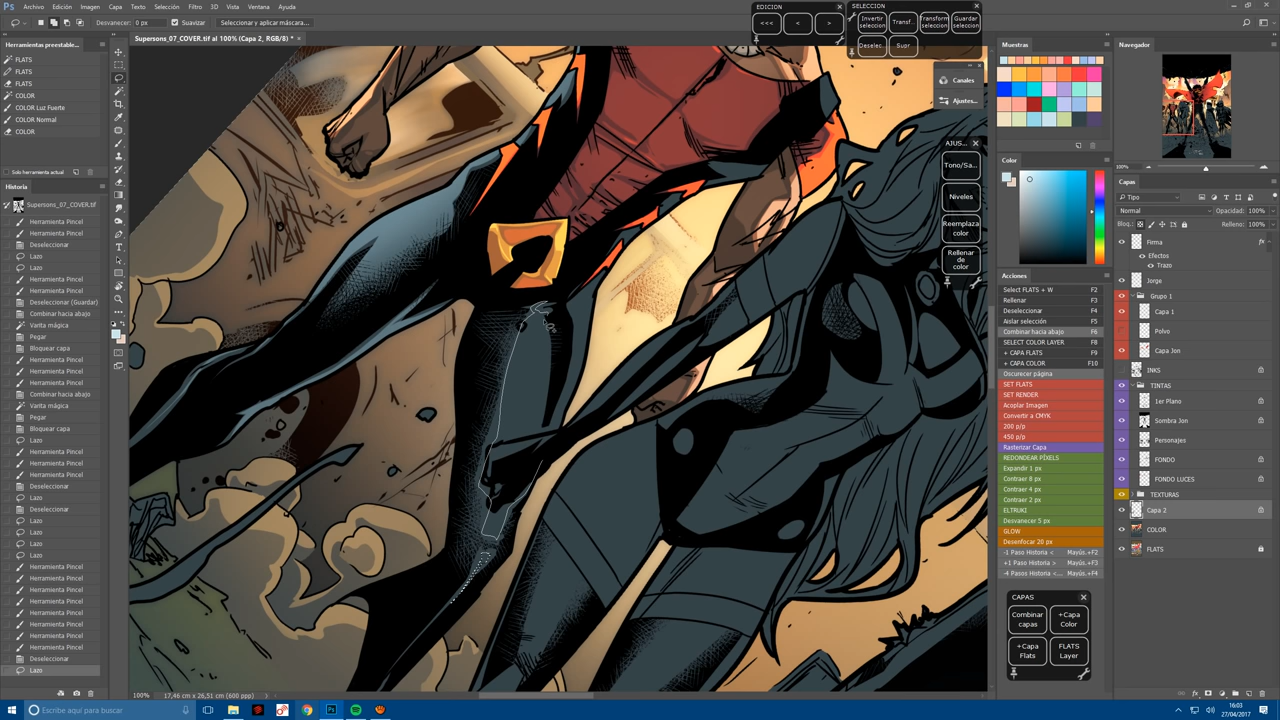 Ps Archivo Edición Imagen Capa Texto Selección Filtro 3D Vista Ventana Ayuda
Desvanecer: 0 px Suavizar Seleccionar y aplicar máscara...
Supersons_07_COVER.tif al 100% (Capa 2, RGB/8) *
Herramientas preestable...
FLATS
FLATS
FLATS
COLOR
COLOR Luz Fuerte
COLOR Normal
COLOR
Solo herramienta actual
Historia
Supersons_07_COVER.tif
Herramienta Pincel
Herramienta Pincel
Deseleccionar
Lazo
Lazo
Herramienta Pincel
Herramienta Pincel
Deseleccionar (Guardar)
Combinar hacia abajo
Varita mágica
Pegar
Bloquear capa
Herramienta Pincel
Herramienta Pincel
Herramienta Pincel
Combinar hacia abajo
Varita mágica
Pegar
Bloquear capa
Lazo
Herramienta Pincel
Herramienta Pincel
Herramienta Pincel
Deseleccionar
Lazo
Deseleccionar
Lazo
Lazo
Lazo
Lazo
Herramienta Pincel
Herramienta Pincel
Herramienta Pincel
Herramienta Pincel
Herramienta Pincel
Herramienta Pincel
Herramienta Pincel
Herramienta Pincel
Deseleccionar
Lazo
EDICION
<<< < >
SELECCION
Invertir seleccion
Transf...
Transform seleccion
Guardar seleccion
Deselec...
Supr
Canales
Ajustes...
AJUS...
Tono/Sa...
Niveles
Reemplaza color
Rellenar de color
Muestras
Color
Acciones
Select FLATS + W F2
Rellenar F3
Deseleccionar F4
Aislar selección F5
Combinar hacia abajo F6
SELECT COLOR LAYER F8
+ CAPA FLATS F9
+ CAPA COLOR F10
Oscurecer página
SET FLATS
SET RENDER
Acoplar Imagen
Convertir a CMYK
200 p/p
450 p/p
Rasterizar Capa
REDONDEAR PÍXELS
Expandir 1 px
Contraer 8 px
Contraer 4 px
Contraer 2 px
ELTRUKI
Desvanecer 5 px
GLOW
Desenfocar 20 px
-1 Paso Historia < Mayús.+F2
+1 Paso Historia > Mayús.+F3
-4 Pasos Historia <... Mayús.+F4
CAPAS
Combinar capas
+Capa Color
+Capa Flats
FLATS Layer
Navegador
100%
Capas
Tipo
Normal Opacidad: 100%
Bloq.: Relleno: 100%
Firma fx
Efectos
Trazo
Jorge
Grupo 1
Capa 1
Polvo
Capa Jon
INKS
TINTAS
1er Plano
Sombra Jon
Personajes
FONDO
FONDO LUCES
TEXTURAS
Capa 2
COLOR
FLATS
100% 17,46 cm x 26,51 cm (600 ppp)
Escribe aquí para buscar
16:03
27/04/2017